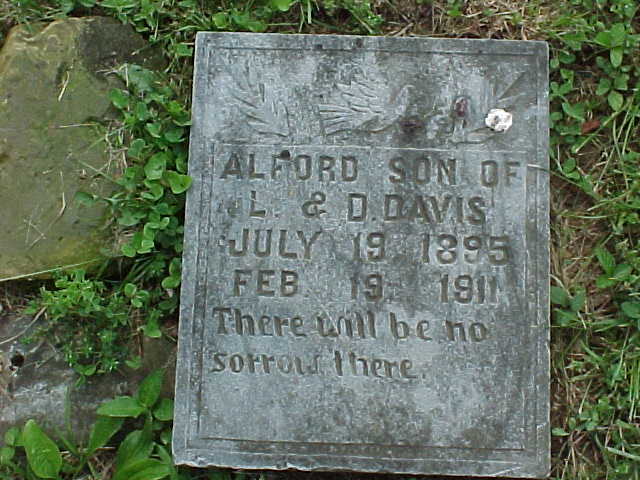 ALFORD SON OF
J.L. & D. DAVIS
JULY 19. 1895
FEB. 19. 1911
There will be no
sorrow there.